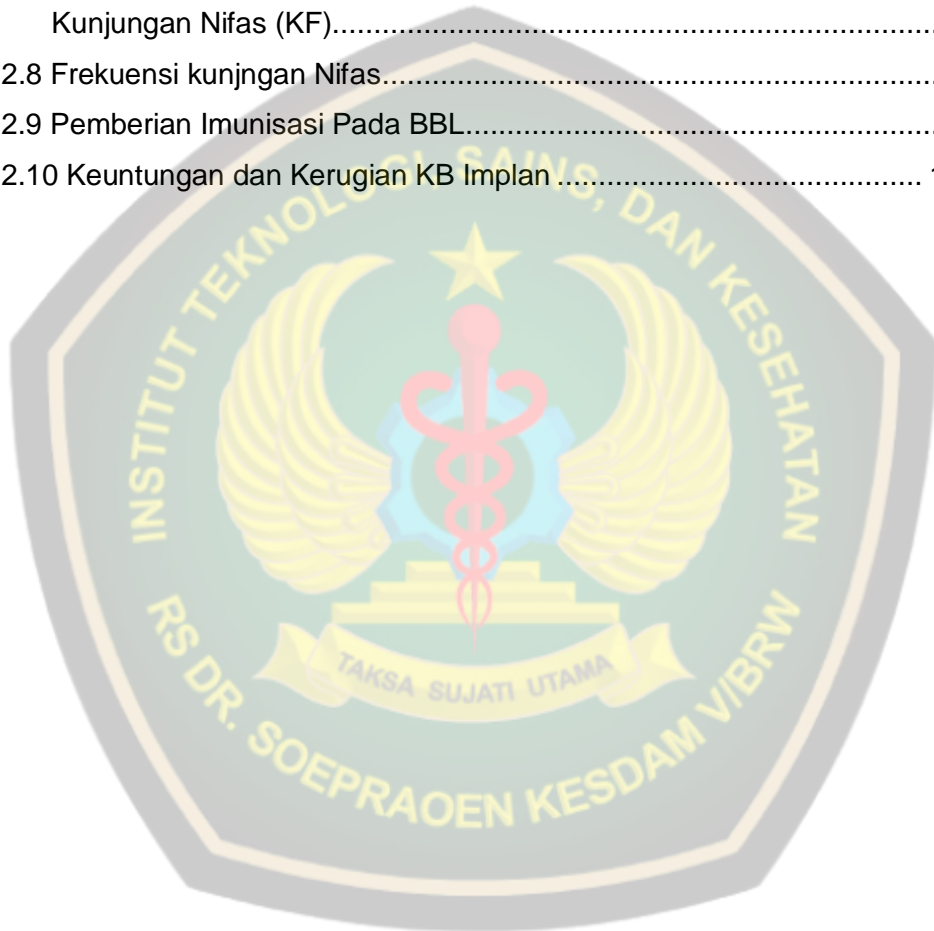 Kunjungan Nifas (KF)........................................................................
2.8 Frekuensi kunjngan Nifas..................................................................
2.9 Pemberian Imunisasi Pada BBL.........................................................
2.10 Keuntungan dan Kerugian KB Implan ............................................ 1
INSTITUT TEKNOLOGI, SAINS, DAN KESEHATAN
TAKSA SUJATI UTAMA
RS DR. SOEPRAOEN KESDAM V/BRW